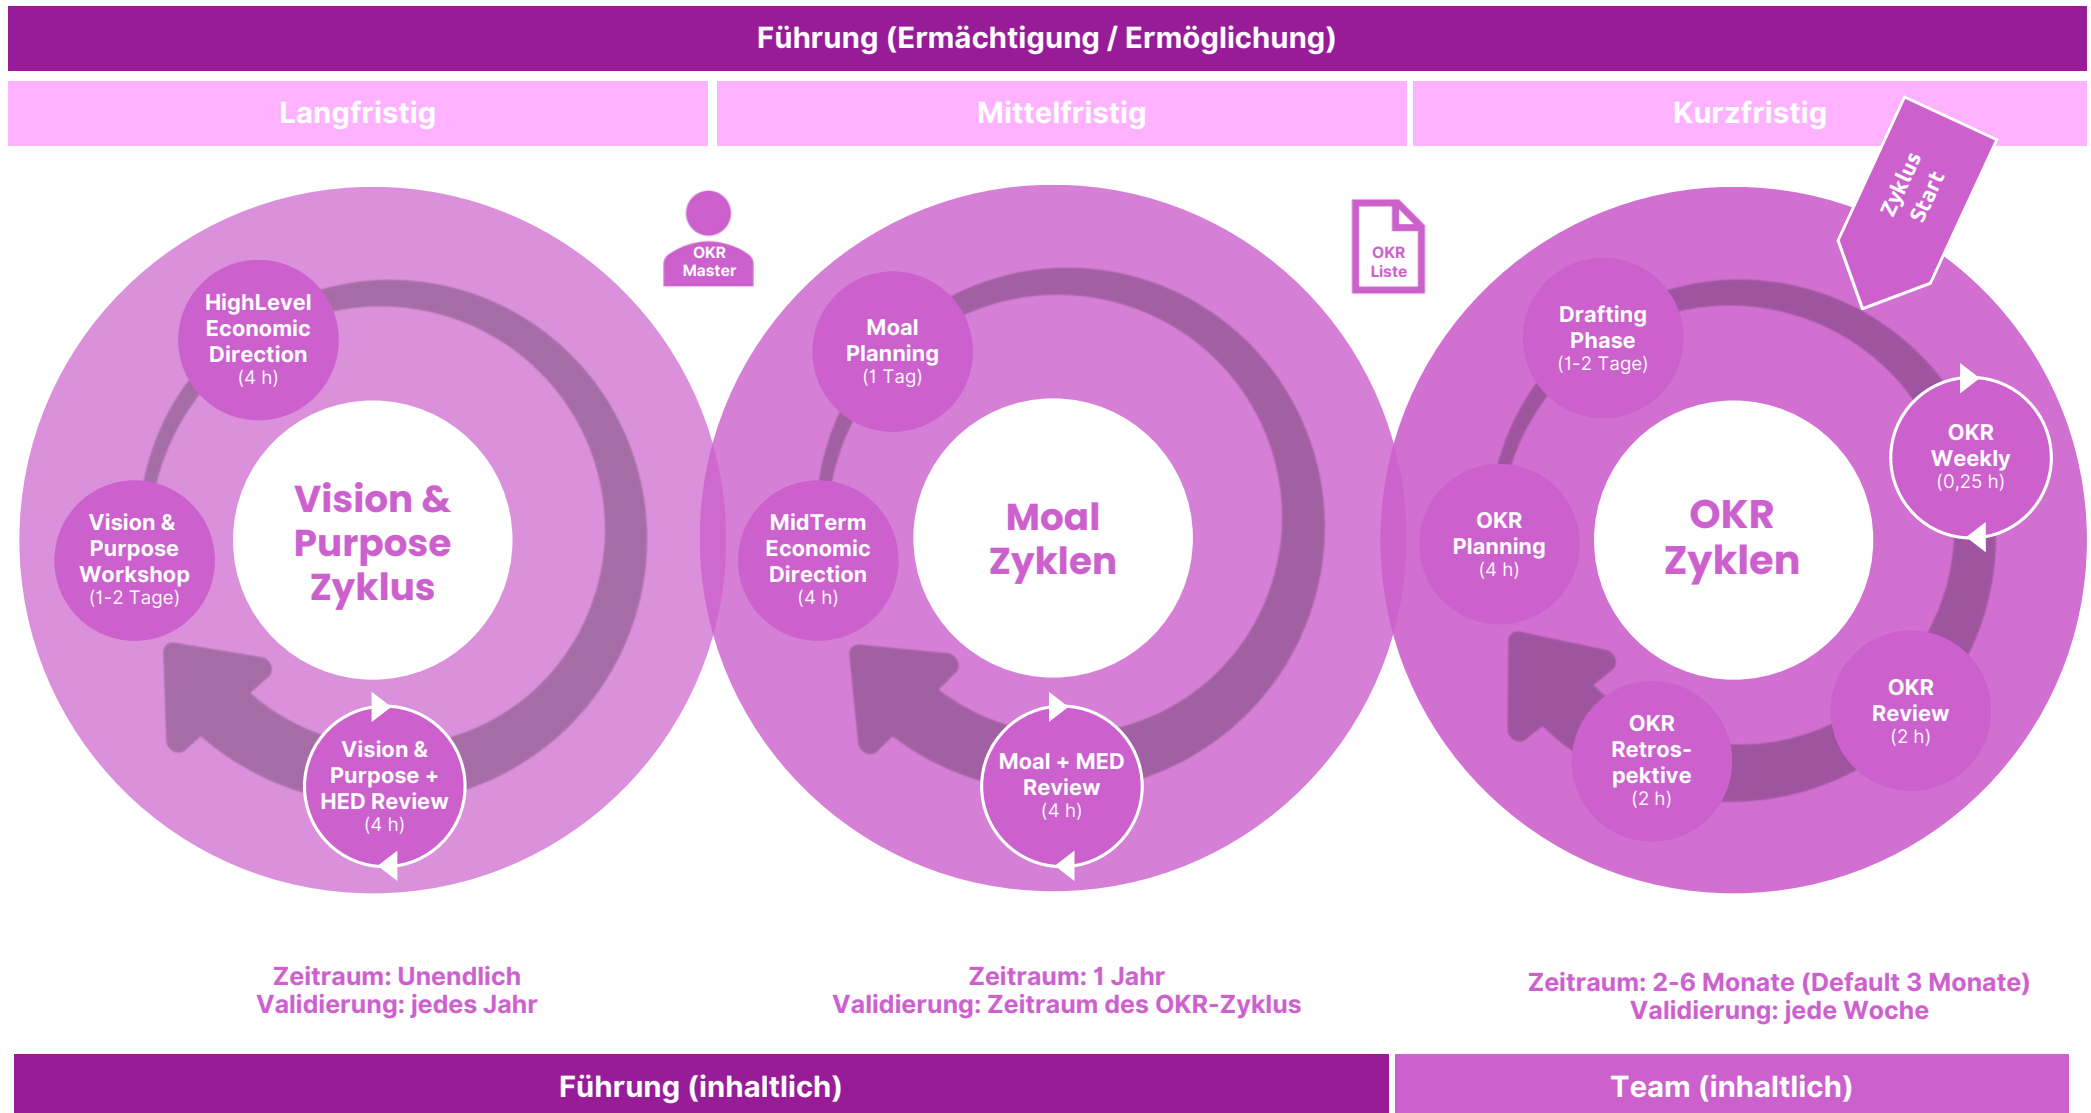 Führung (Ermächtigung / Ermöglichung)
Langfristig
Mittelfristig
Kurzfristig
Zyklus
Start
OKR
Master
OKR
Liste
HighLevel
Economic
Direction
(4 h)
Vision &
Purpose
Workshop
(1-2 Tage)
Vision &
Purpose
Zyklus
Vision &
Purpose +
HED Review
(4 h)
Moal
Planning
(1 Tag)
MidTerm
Economic
Direction
(4 h)
Moal
Zyklen
Moal + MED
Review
(4 h)
Drafting
Phase
(1-2 Tage)
OKR
Weekly
(0,25 h)
OKR
Planning
(4 h)
OKR
Zyklen
OKR
Review
(2 h)
OKR
Retros-
pektive
(2 h)
Zeitraum: Unendlich
Validierung: jedes Jahr
Zeitraum: 1 Jahr
Validierung: Zeitraum des OKR-Zyklus
Zeitraum: 2-6 Monate (Default 3 Monate)
Validierung: jede Woche
Führung (inhaltlich)
Team (inhaltlich)